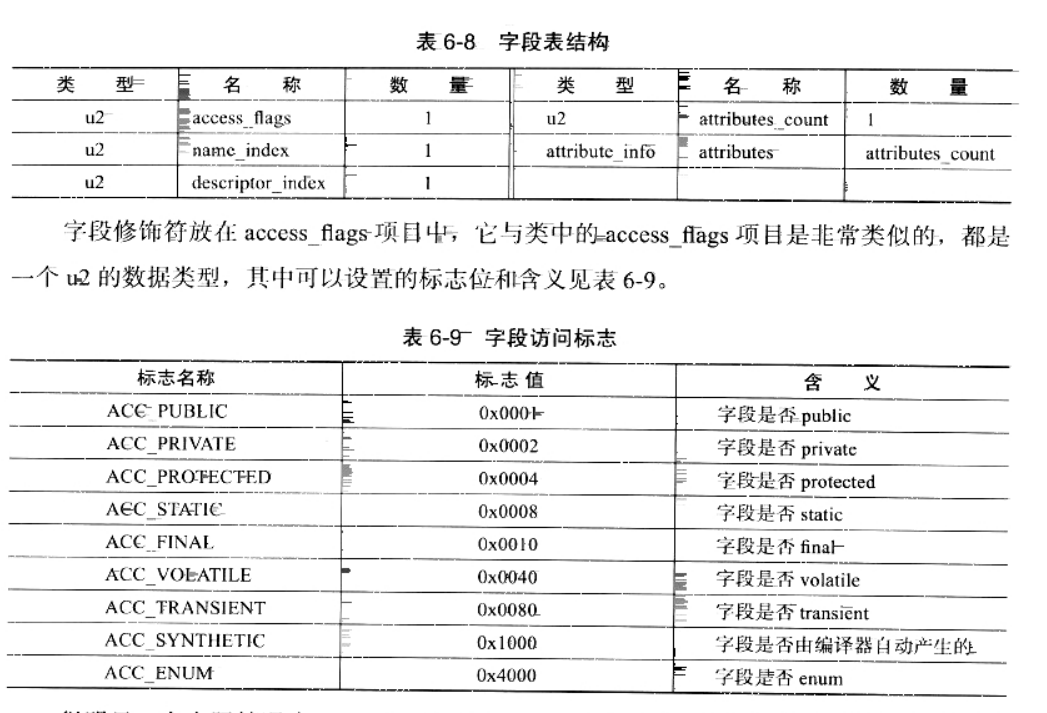 表 6-8 字段表结构
类 型 名 称 数 量 类 型 名 称 数 量
u2 access_flags 1 u2 attributes_count 1
u2 name_index 1 attribute_info attributes attributes_count
u2 descriptor_index 1
字段修饰符放在 access_flags 项目中，它与类中的 access_flags 项目是非常类似的，都是
一个 u2 的数据类型，其中可以设置的标志位和含义见表 6-9。
表 6-9 字段访问标志
标志名称 标志值 含 义
ACC_PUBLIC 0x0001 字段是否 public
ACC_PRIVATE 0x0002 字段是否 private
ACC_PROTECTED 0x0004 字段是否 protected
ACC_STATIC 0x0008 字段是否 static
ACC_FINAL 0x0010 字段是否 final
ACC_VOLATILE 0x0040 字段是否 volatile
ACC_TRANSIENT 0x0080 字段是否 transient
ACC_SYNTHETIC 0x1000 字段是否由编译器自动产生的
ACC_ENUM 0x4000 字段是否 enum